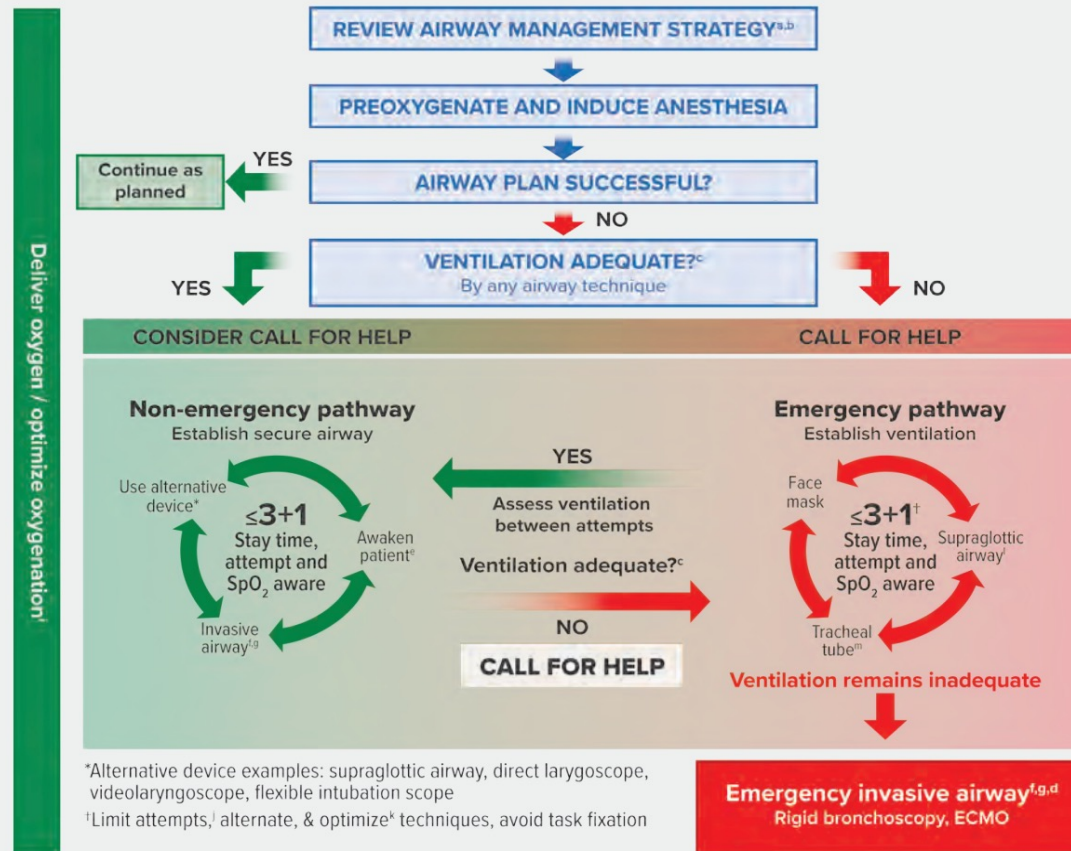 REVIEW AIRWAY MANAGEMENT STRATEGYa,b
PREOXYGENATE AND INDUCE ANESTHESIA
YES
Continue as
planned
AIRWAY PLAN SUCCESSFUL?
NO
VENTILATION ADEQUATE?c
By any airway technique
YES
NO
Deliver oxygen / optimize oxygenation
CONSIDER CALL FOR HELP
CALL FOR HELP
Non-emergency pathway
Establish secure airway
Use alternative
device*
≤3+1
Stay time,
attempt and
SpO₂ aware
Awaken
patiente
Invasive
airwayf,g
YES
Assess ventilation
between attempts
Ventilation adequate?c
NO
CALL FOR HELP
Emergency pathway
Establish ventilation
Face
mask
≤3+1†
Stay time,
attempt and
SpO₂ aware
Supraglottic
airway
Tracheal
tubem
Ventilation remains inadequate
Emergency invasive airwayf,g,d
Rigid bronchoscopy, ECMO
*Alternative device examples: supraglottic airway, direct larygoscope,
videolaryngoscope, flexible intubation scope
†Limit attempts,j alternate, & optimizek techniques, avoid task fixation